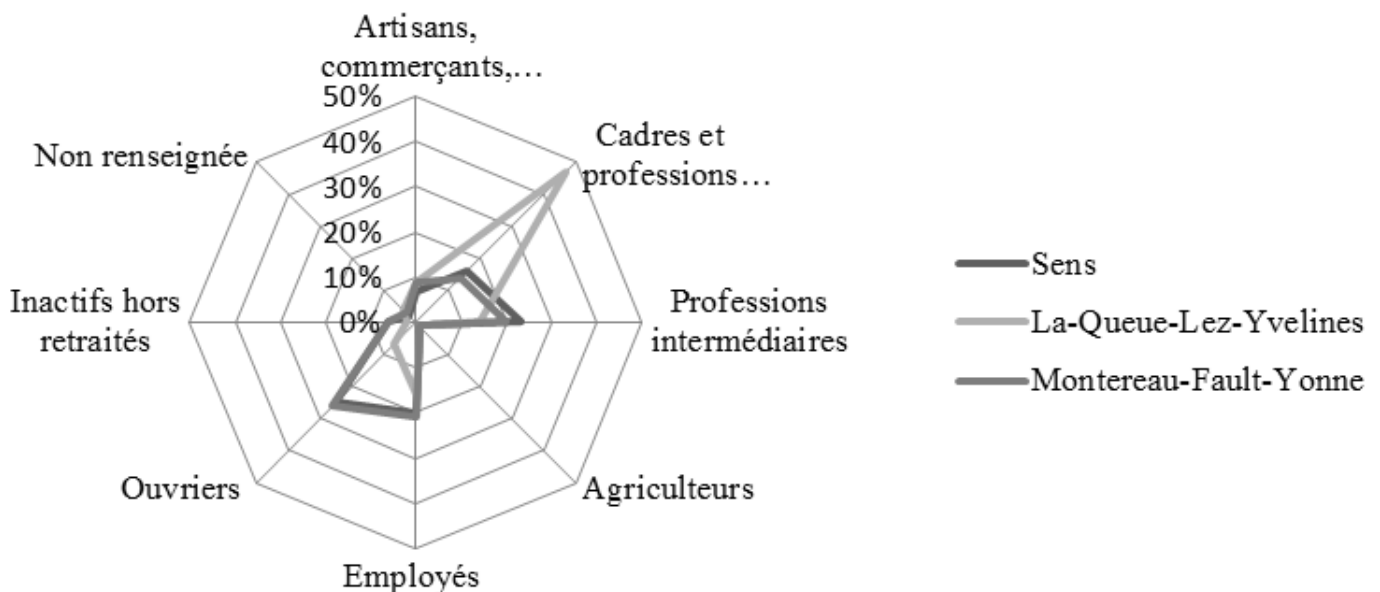 Artisans,
commerçants,…
50%
40%
30%
20%
10%
0%
Cadres et
professions…
Professions
intermédiaires
Agriculteurs
Employés
Ouvriers
Inactifs hors
retraités
Non renseignée
Sens
La-Queue-Lez-Yvelines
Montereau-Fault-Yonne